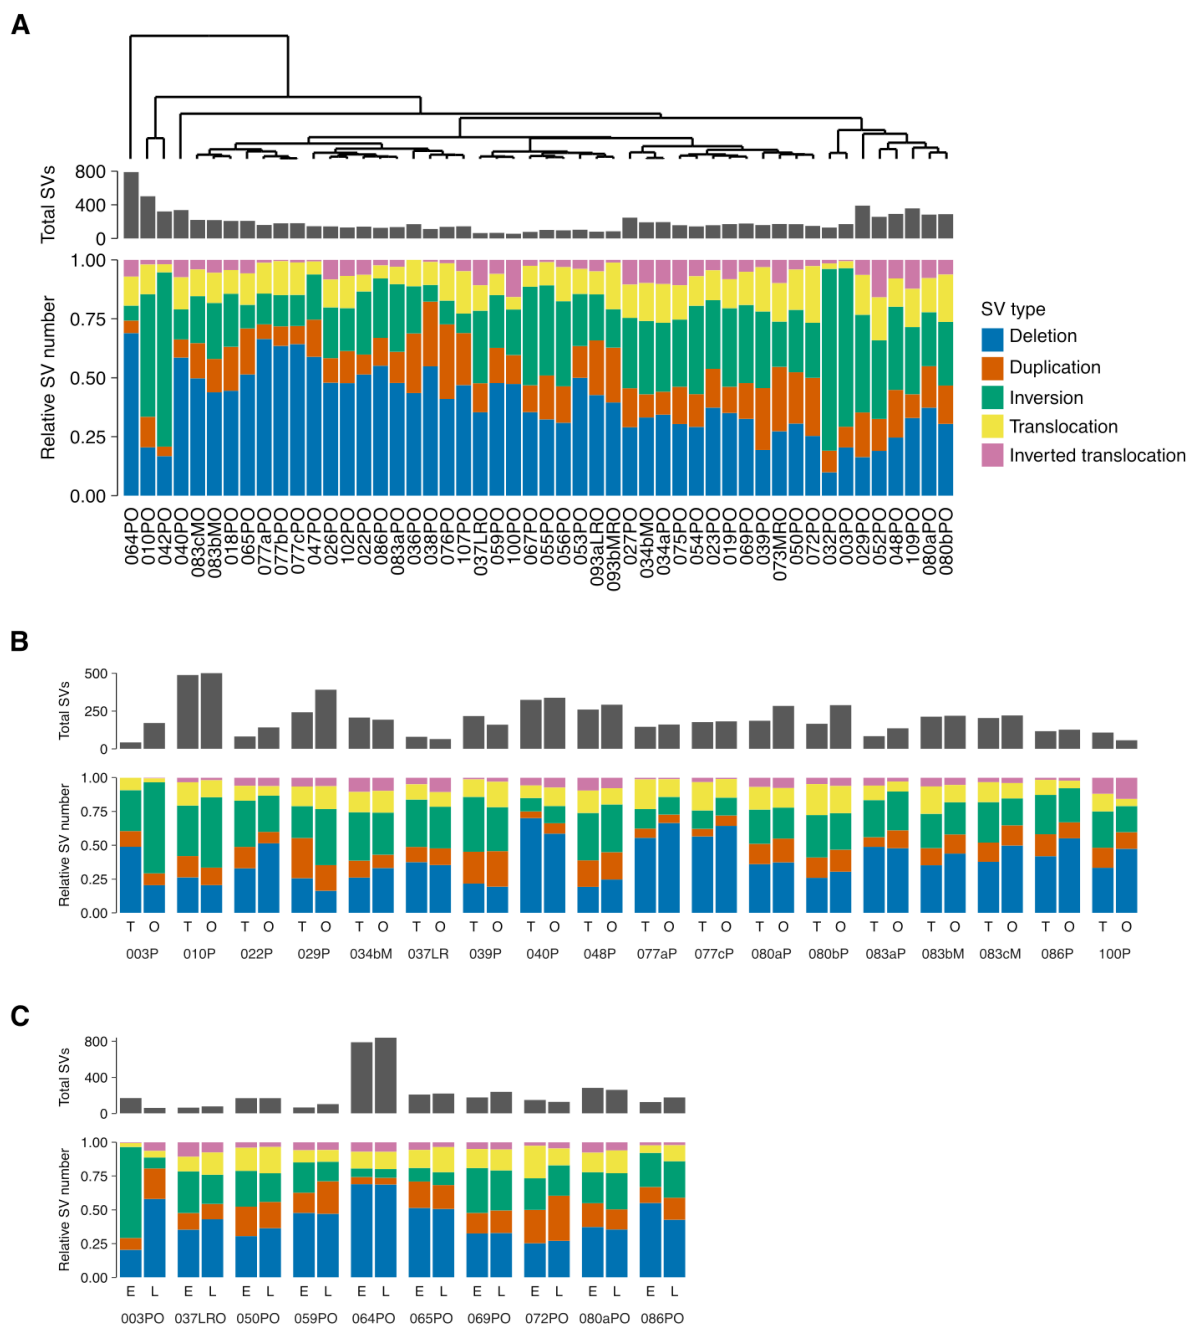 A
Total SVs
800
400
0
Relative SV number
1.00
0.75
0.50
0.25
0.00
064PO 010PO 042PO 040PO 083cMO 083bMO 018PO 065PO 077aPO 077bPO 077cPO 047PO 026PO 102PO 022PO 086PO 083aPO 036PO 038PO 076PO 107PO 037LRO 059PO 100PO 067PO 055PO 056PO 053PO 093aLRO 093bMRO 027PO 034bMO 034aPO 075PO 054PO 023PO 019PO 069PO 039PO 073MRO 050PO 072PO 032PO 003PO 029PO 052PO 048PO 109PO 080aPO 080bPO
SV type
Deletion
Duplication
Inversion
Translocation
Inverted translocation
B
Total SVs
500
250
0
Relative SV number
1.00
0.75
0.50
0.25
0.00
T O T O T O T O T O T O T O T O T O T O T O T O T O T O T O T O T O T O
003P 010P 022P 029P 034bM 037LR 039P 040P 048P 077aP 077cP 080aP 080bP 083aP 083bM 083cM 086P 100P
C
Total SVs
800
400
0
Relative SV number
1.00
0.75
0.50
0.25
0.00
E L E L E L E L E L E L E L E L E L E L
003PO 037LRO 050PO 059PO 064PO 065PO 069PO 072PO 080aPO 086PO